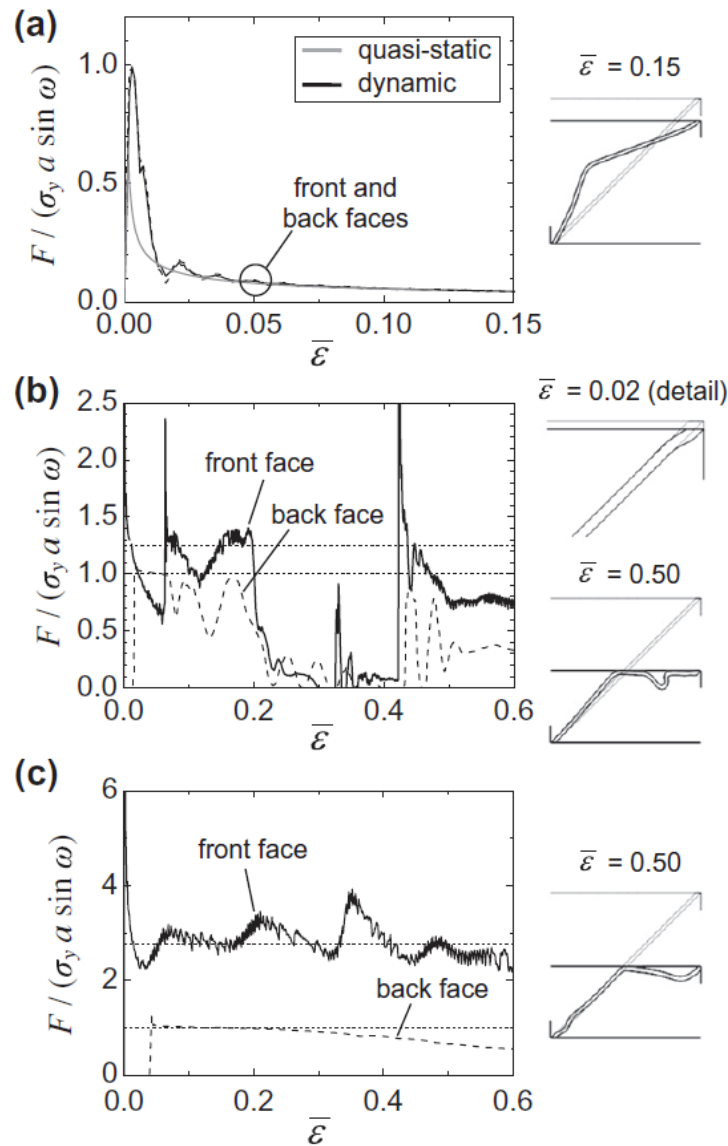 (a)
F / (σy a sin ω)
1.0
0.5
0.0
quasi-static
dynamic
front and
back faces
0.00 0.05 0.10 0.15
ε̅
ε̅ = 0.15
(b)
F / (σy a sin ω)
2.5
2.0
1.5
1.0
0.5
0.0
front face
back face
0.0 0.2 0.4 0.6
ε̅
ε̅ = 0.02 (detail)
ε̅ = 0.50
(c)
F / (σy a sin ω)
6
4
2
0
front face
back face
0.0 0.2 0.4 0.6
ε̅
ε̅ = 0.50